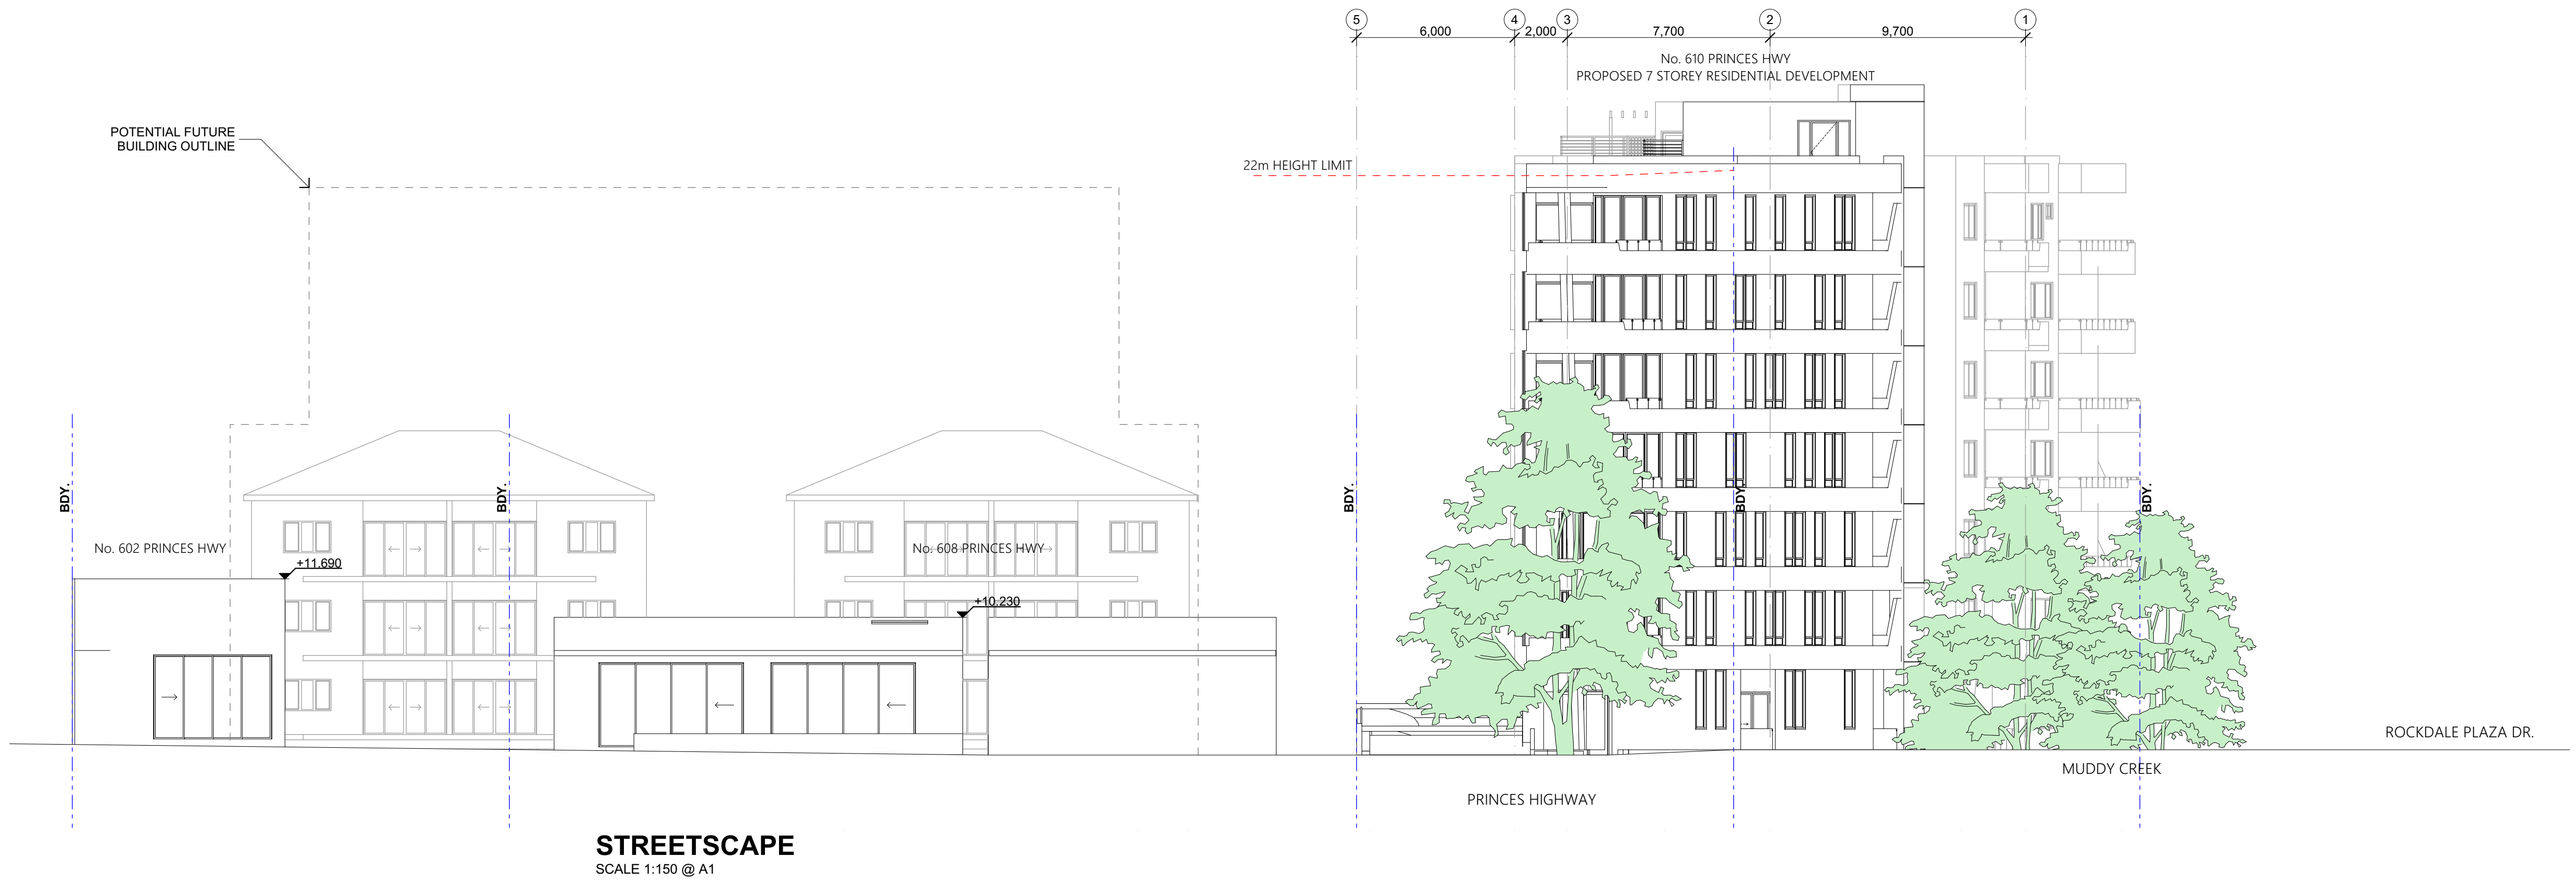 5
4
3
2
1
6,000
2,000
7,700
9,700
No. 610 PRINCES HWY
PROPOSED 7 STOREY RESIDENTIAL DEVELOPMENT
POTENTIAL FUTURE
BUILDING OUTLINE
22m HEIGHT LIMIT
BDY.
BDY.
BDY.
BDY.
BDY.
No. 602 PRINCES HWY
No. 608 PRINCES HWY
+11.690
+10.230
ROCKDALE PLAZA DR.
MUDDY CREEK
PRINCES HIGHWAY
STREETSCAPE
SCALE 1:150 @ A1